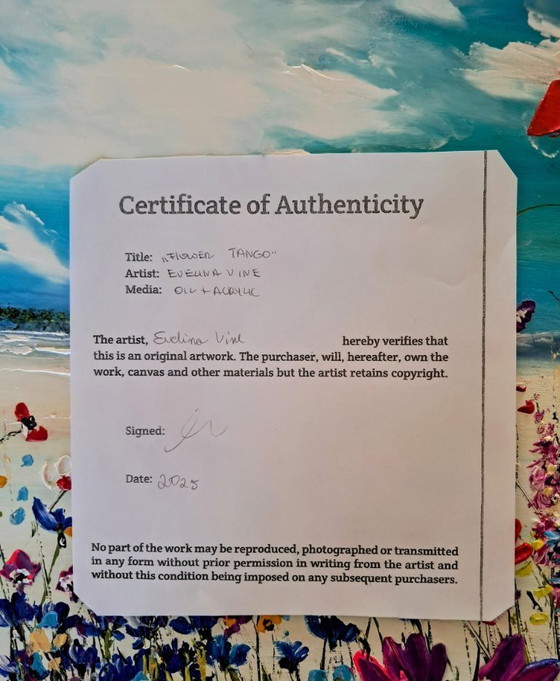 Certificate of Authenticity
Title: „FLOWER TANGO"
Artist: EVELINA VINE
Media: OIL + ACRYLIC
The artist, Evelina Vine hereby verifies that
this is an original artwork. The purchaser, will, hereafter, own the
work, canvas and other materials but the artist retains copyright.
Signed:
Date: 2025
No part of the work may be reproduced, photographed or transmitted
in any form without prior permission in writing from the artist and
without this condition being imposed on any subsequent purchasers.